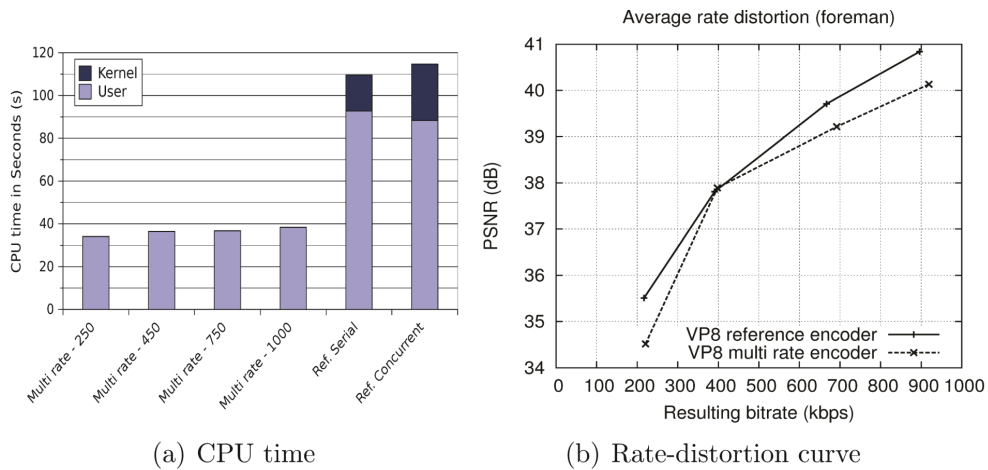 120
100
80
60
40
20
0
CPU time in Seconds (s)
Kernel
User
Multi rate - 250
Multi rate - 450
Multi rate - 750
Multi rate - 1000
Ref. Serial
Ref. Concurrent
(a) CPU time
Average rate distortion (foreman)
41
40
39
38
37
36
35
34
PSNR (dB)
VP8 reference encoder
VP8 multi rate encoder
0 100 200 300 400 500 600 700 800 900 1000
Resulting bitrate (kbps)
(b) Rate-distortion curve